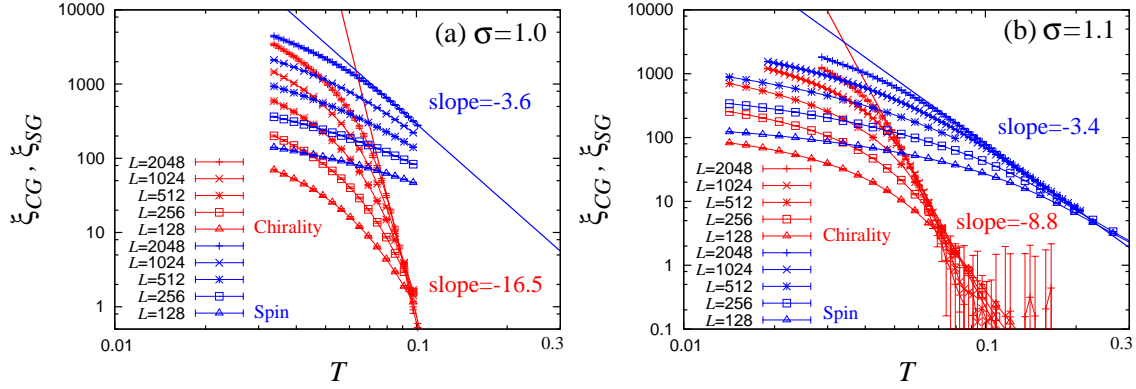 ξCG , ξSG
10000
1000
100
10
1
0.01
0.1
0.3
T
(a) σ=1.0
slope=-3.6
slope=-16.5
L=2048
L=1024
L=512
L=256
L=128
Chirality
L=2048
L=1024
L=512
L=256
L=128
Spin
ξCG , ξSG
10000
1000
100
10
1
0.1
0.01
0.1
0.3
T
(b) σ=1.1
slope=-3.4
slope=-8.8
L=2048
L=1024
L=512
L=256
L=128
Chirality
L=2048
L=1024
L=512
L=256
L=128
Spin